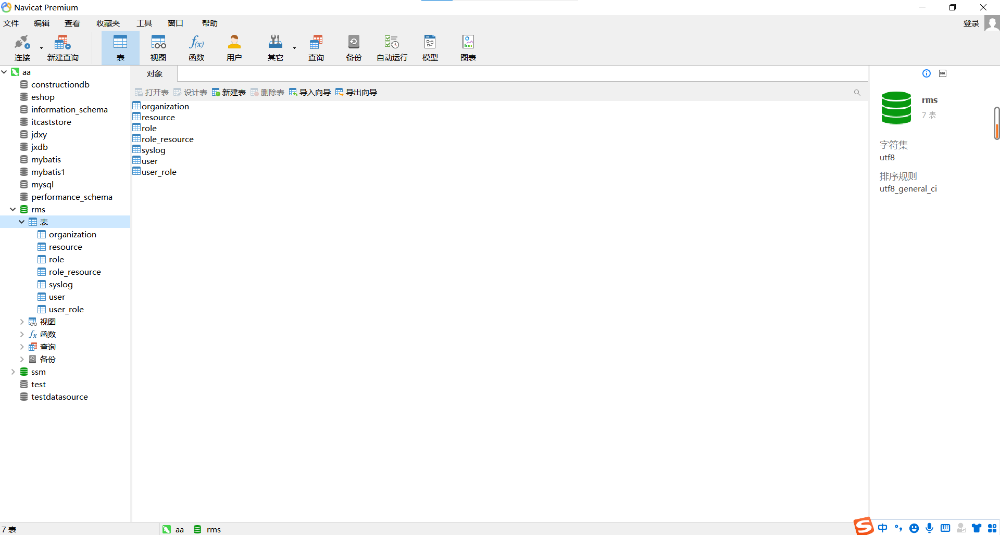 Navicat Premium
文件 编辑 查看 收藏夹 工具 窗口 帮助 登录
连接 新建查询 表 视图 函数 用户 其它 查询 备份 自动运行 模型 图表
aa
constructiondb
eshop
information_schema
itcaststore
jdxy
jxdb
mybatis
mybatis1
mysql
performance_schema
rms
表
organization
resource
role
role_resource
syslog
user
user_role
视图
函数
查询
备份
ssm
test
testdatasource
对象
打开表 设计表 新建表 删除表 导入向导 导出向导
organization
resource
role
role_resource
syslog
user
user_role
DDL
rms
7 表
字符集
utf8
排序规则
utf8_general_ci
7 表 aa rms
中